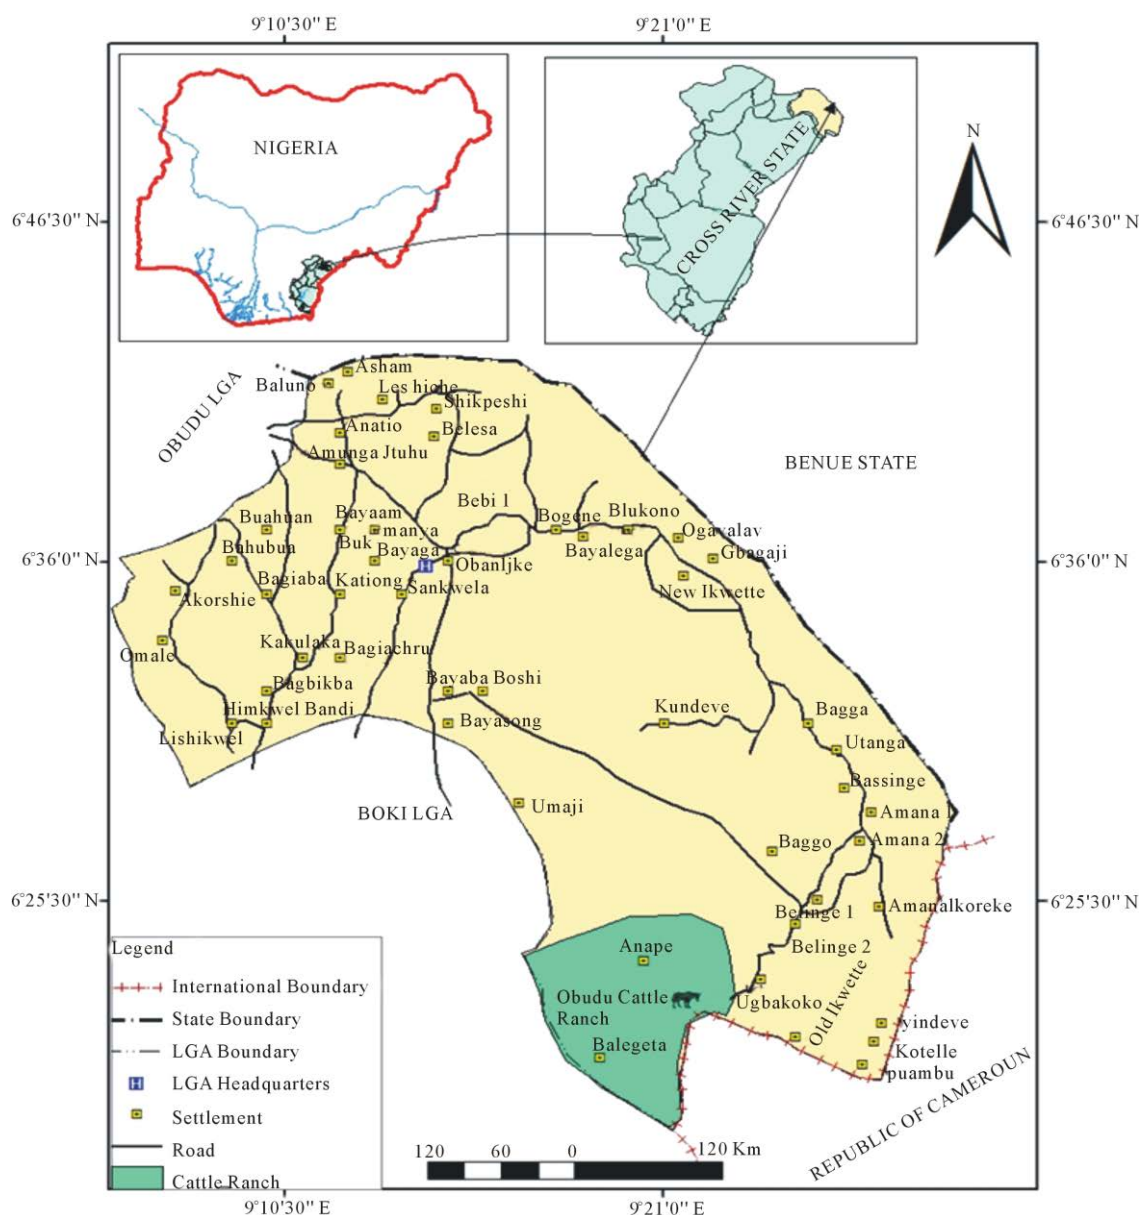 9°10'30'' E
9°21'0'' E
N
NIGERIA
CROSS RIVER STATE
6°46'30'' N
6°46'30'' N
Asham
Baluno
Les hiche
Shikpeshi
OBUDU LGA
Anatio
Belesa
Amunga Jtuhu
BENUE STATE
Bebi 1
Buahuan
Bayaam
manya
Bogene
Blukono
Ogavalav
Buk
Bayalega
Buhubua
Bayaga
Obanljke
Gbagaji
6°36'0'' N
6°36'0'' N
Bagiaba
Kationg
Sankwela
New Ikwette
Akorshie
Kakulaka
Bagiachru
Omale
Bayaba Boshi
Bagbikba
Kundeve
Bagga
Himkwel Bandi
Bayasong
Lishikwel
Utanga
Bassinge
BOKI LGA
Umaji
Amana 1
Baggo
Amana 2
6°25'30'' N
6°25'30'' N
Belinge 1
Amanalkoreke
Legend
Anape
Belinge 2
International Boundary
Obudu Cattle
Ranch
Ugbakoko
Old Ikwette
State Boundary
yindeve
LGA Boundary
Balegeta
Kotelle
puambu
LGA Headquarters
Settlement
REPUBLIC OF CAMEROUN
Road
120 60 0 120 Km
Cattle Ranch
9°10'30'' E
9°21'0'' E